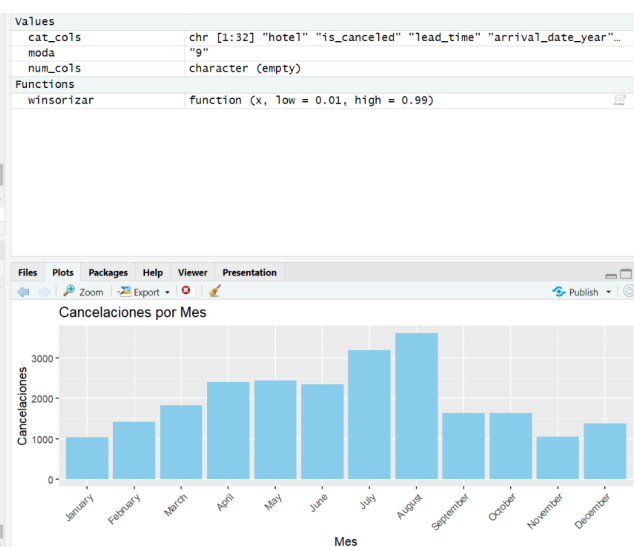 Values
cat_cols chr [1:32] "hotel" "is_canceled" "lead_time" "arrival_date_year"…
moda "9"
num_cols character (empty)
Functions
winsorizar function (x, low = 0.01, high = 0.99)
Files Plots Packages Help Viewer Presentation
Zoom Export Publish
Cancelaciones por Mes
Cancelaciones
3000
2000
1000
0
January February March April May June July August September October November December
Mes